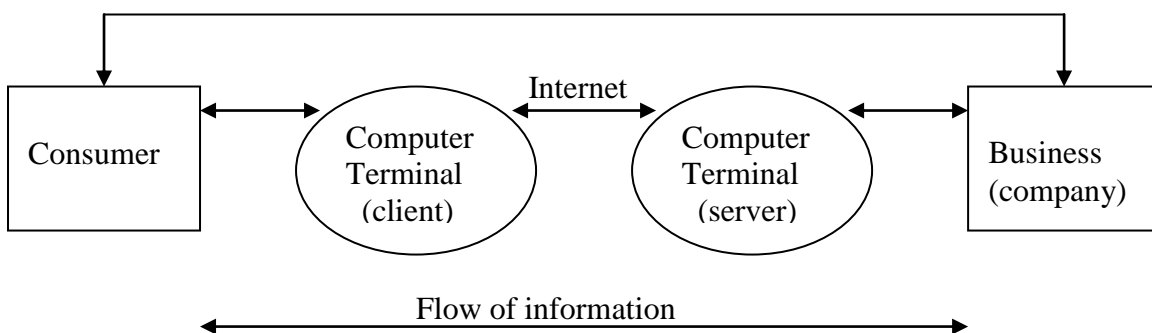 Internet
Consumer
Computer
Terminal
(client)
Computer
Terminal
(server)
Business
(company)
Flow of information